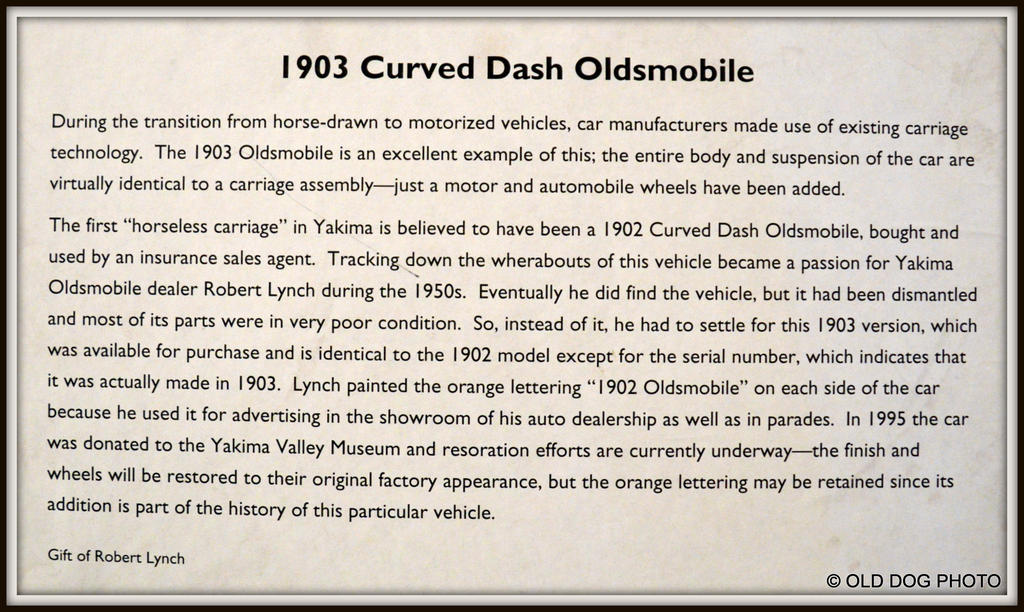 1903 Curved Dash Oldsmobile
During the transition from horse-drawn to motorized vehicles, car manufacturers made use of existing carriage
technology. The 1903 Oldsmobile is an excellent example of this; the entire body and suspension of the car are
virtually identical to a carriage assembly—just a motor and automobile wheels have been added.
The first “horseless carriage” in Yakima is believed to have been a 1902 Curved Dash Oldsmobile, bought and
used by an insurance sales agent. Tracking down the wherabouts of this vehicle became a passion for Yakima
Oldsmobile dealer Robert Lynch during the 1950s. Eventually he did find the vehicle, but it had been dismantled
and most of its parts were in very poor condition. So, instead of it, he had to settle for this 1903 version, which
was available for purchase and is identical to the 1902 model except for the serial number, which indicates that
it was actually made in 1903. Lynch painted the orange lettering “1902 Oldsmobile” on each side of the car
because he used it for advertising in the showroom of his auto dealership as well as in parades. In 1995 the car
was donated to the Yakima Valley Museum and resoration efforts are currently underway—the finish and
wheels will be restored to their original factory appearance, but the orange lettering may be retained since its
addition is part of the history of this particular vehicle.
Gift of Robert Lynch
© OLD DOG PHOTO